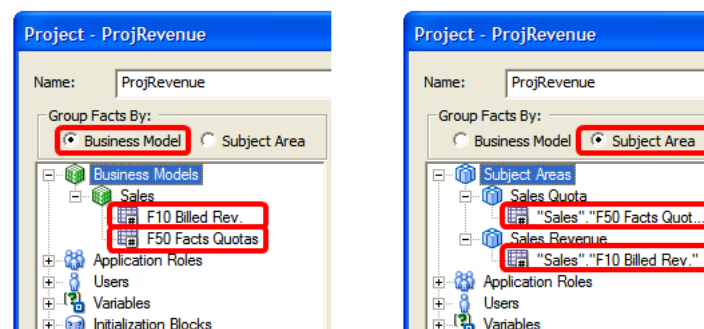 Project - ProjRevenue
Name: ProjRevenue
Group Facts By:
Business Model Subject Area
Business Models
Sales
F10 Billed Rev.
F50 Facts Quotas
Application Roles
Users
Variables
Initialization Blocks
Project - ProjRevenue
Name: ProjRevenue
Group Facts By:
Business Model Subject Area
Subject Areas
Sales Quota
"Sales"."F50 Facts Quot...
Sales Revenue
"Sales"."F10 Billed Rev."
Application Roles
Users
Variables